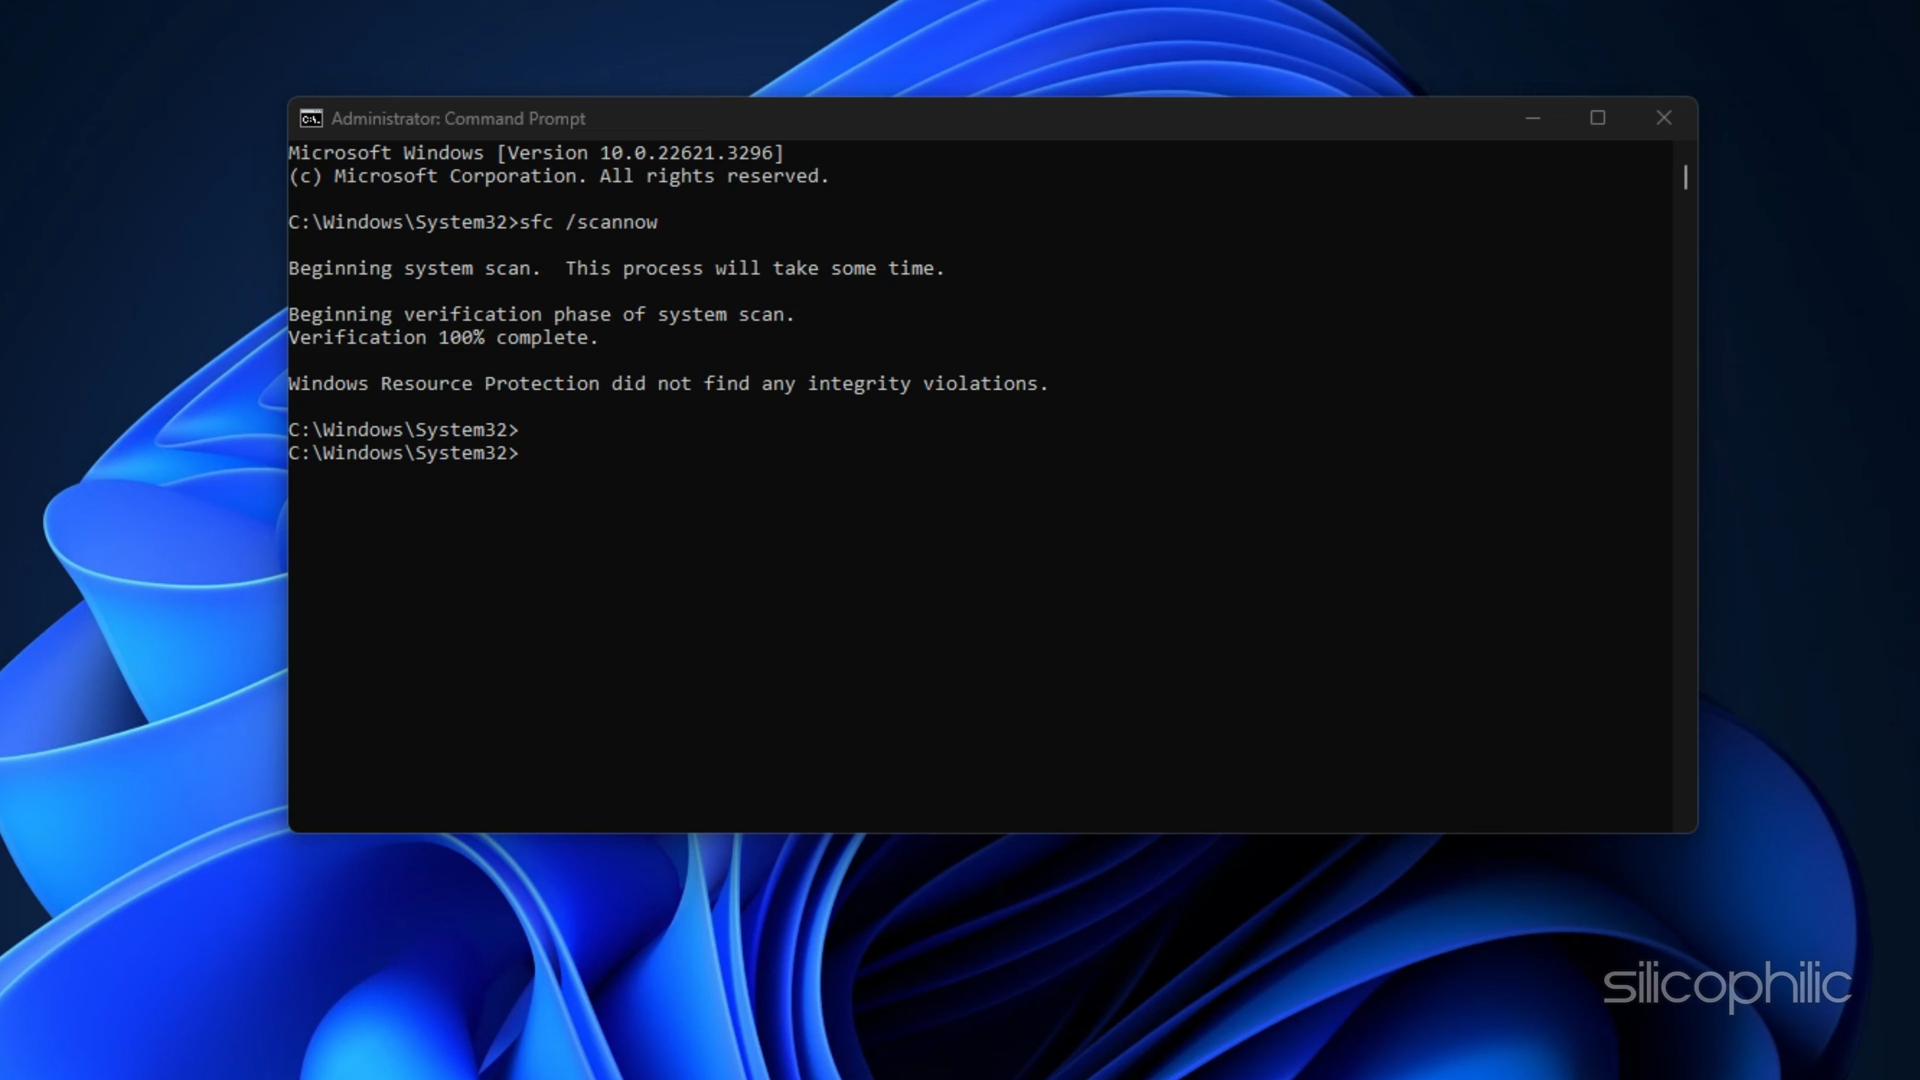 Administrator: Command Prompt
Microsoft Windows [Version 10.0.22621.3296]
(c) Microsoft Corporation. All rights reserved.
C:\Windows\System32>sfc /scannow
Beginning system scan.  This process will take some time.
Beginning verification phase of system scan.
Verification 100% complete.
Windows Resource Protection did not find any integrity violations.
C:\Windows\System32>
C:\Windows\System32>
silicophilic